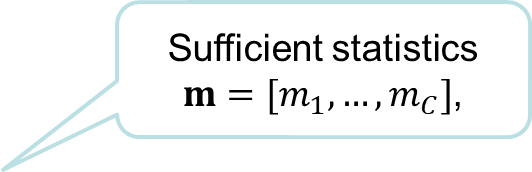 Sufficient statistics
𝐦 = [𝑚₁, …, 𝑚_𝐶],